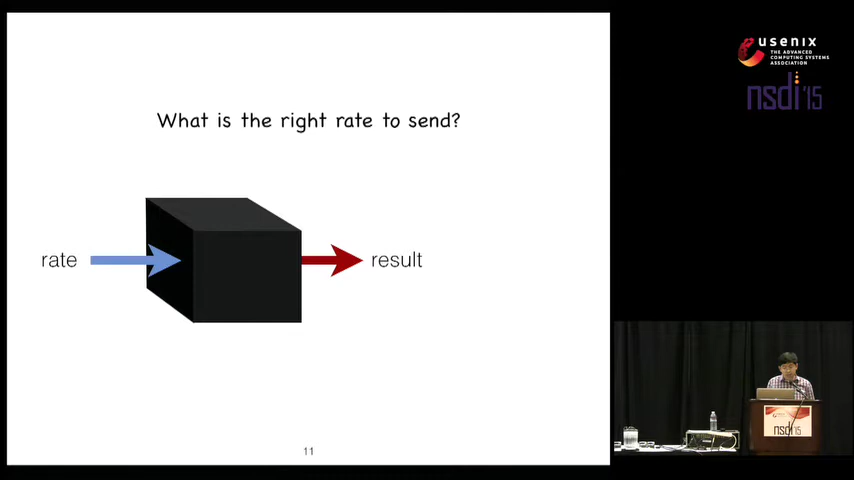 What is the right rate to send?
rate
result
11
usenix
THE ADVANCED
COMPUTING SYSTEMS
ASSOCIATION
nsdi '15
nsdi '15